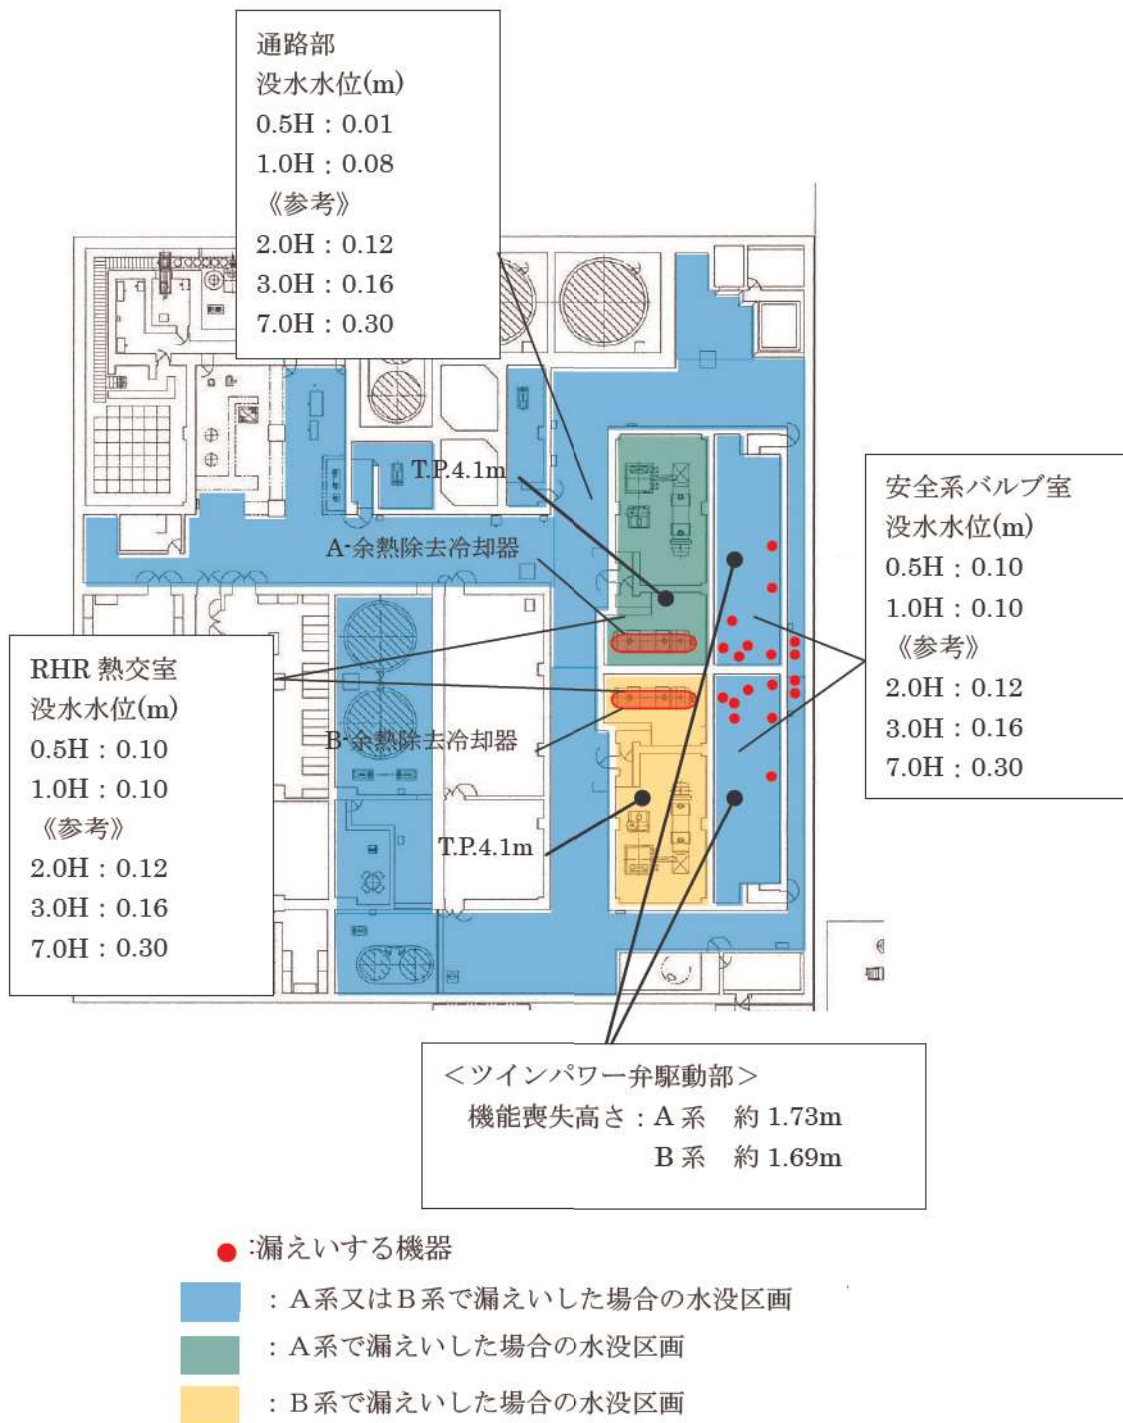 通路部
没水水位(m)
0.5H：0.01
1.0H：0.08
《参考》
2.0H：0.12
3.0H：0.16
7.0H：0.30
T.P.4.1m
A-余熱除去冷却器
安全系バルブ室
没水水位(m)
0.5H：0.10
1.0H：0.10
《参考》
2.0H：0.12
3.0H：0.16
7.0H：0.30
RHR 熱交室
没水水位(m)
0.5H：0.10
1.0H：0.10
《参考》
2.0H：0.12
3.0H：0.16
7.0H：0.30
B-余熱除去冷却器
T.P.4.1m
＜ツインパワー弁駆動部＞
機能喪失高さ：A 系　約 1.73m
B 系　約 1.69m
:漏えいする機器
：A系又はB系で漏えいした場合の水没区画
：A系で漏えいした場合の水没区画
：B系で漏えいした場合の水没区画